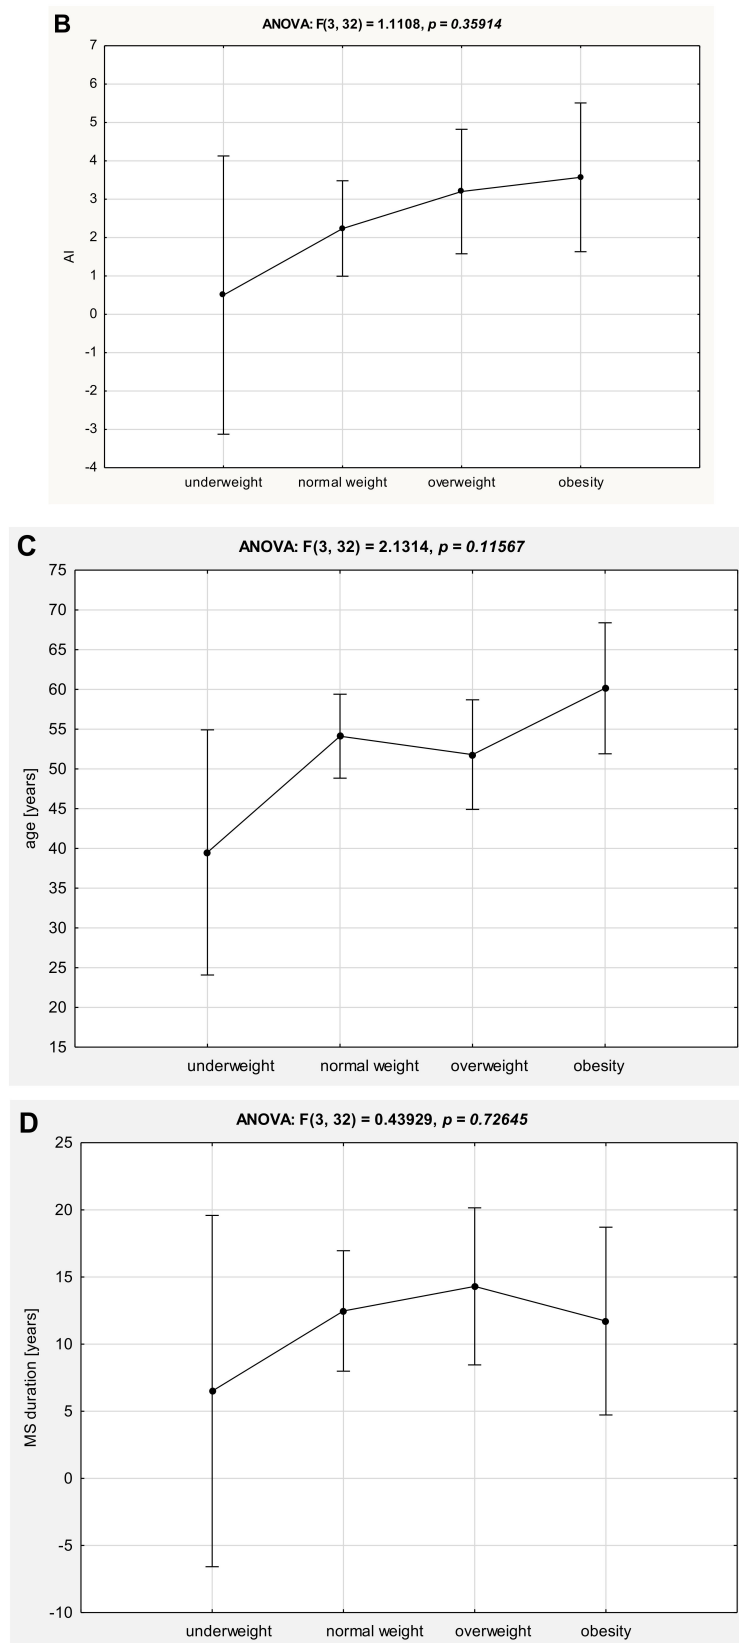 B
ANOVA: F(3, 32) = 1.1108, p = 0.35914
7
6
5
4
3
2
1
0
-1
-2
-3
-4
AI
underweight normal weight overweight obesity
C
ANOVA: F(3, 32) = 2.1314, p = 0.11567
75
70
65
60
55
50
45
40
35
30
25
20
15
age [years]
underweight normal weight overweight obesity
D
ANOVA: F(3, 32) = 0.43929, p = 0.72645
25
20
15
10
5
0
-5
-10
MS duration [years]
underweight normal weight overweight obesity